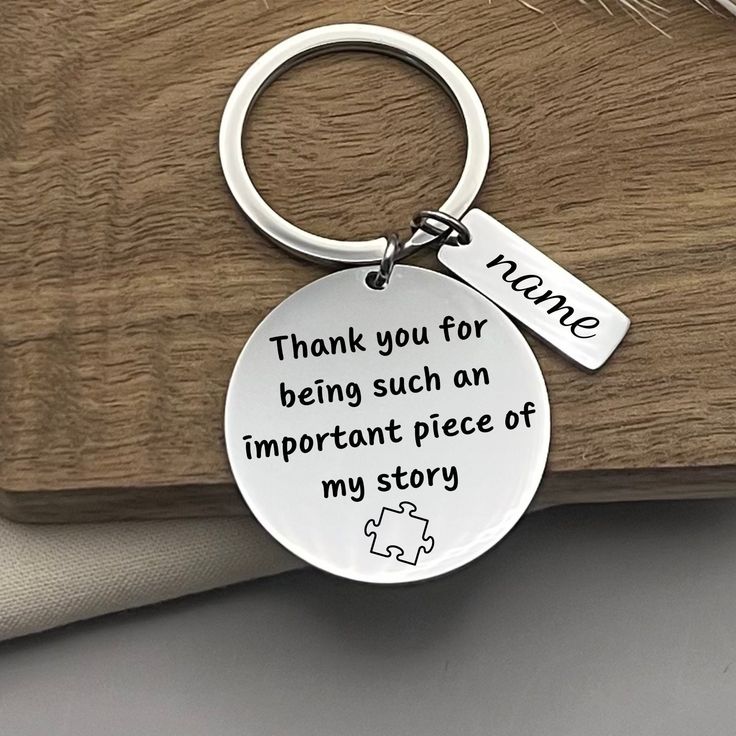 Thank you for
being such an
important piece of
my story
name